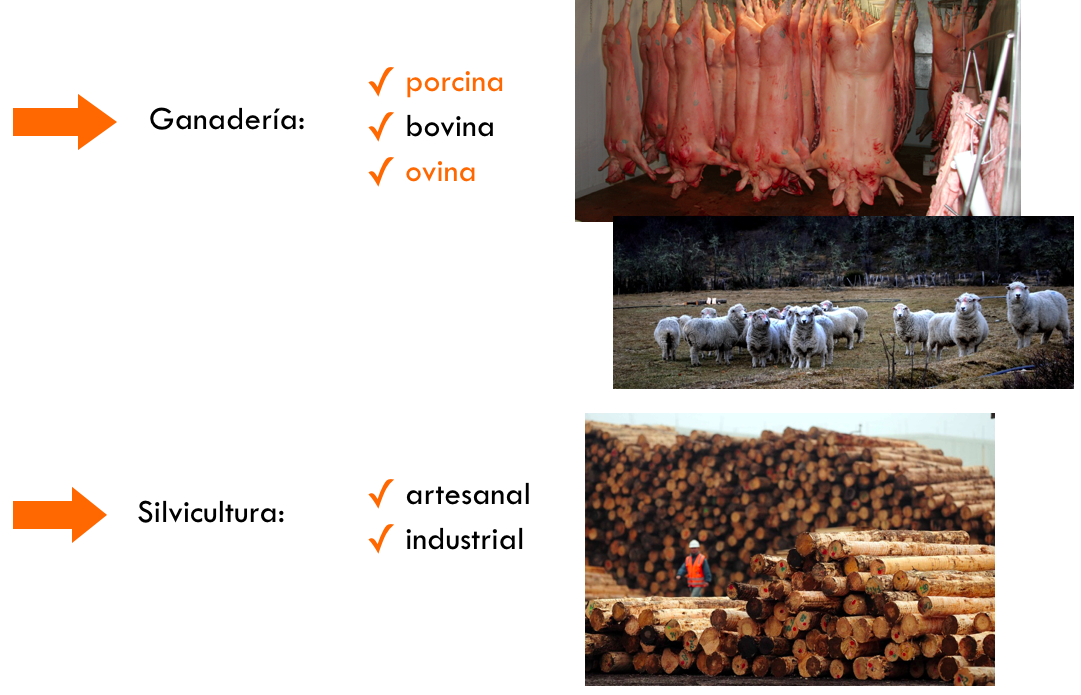 Ganadería:
✓ porcina
✓ bovina
✓ ovina
Silvicultura:
✓ artesanal
✓ industrial